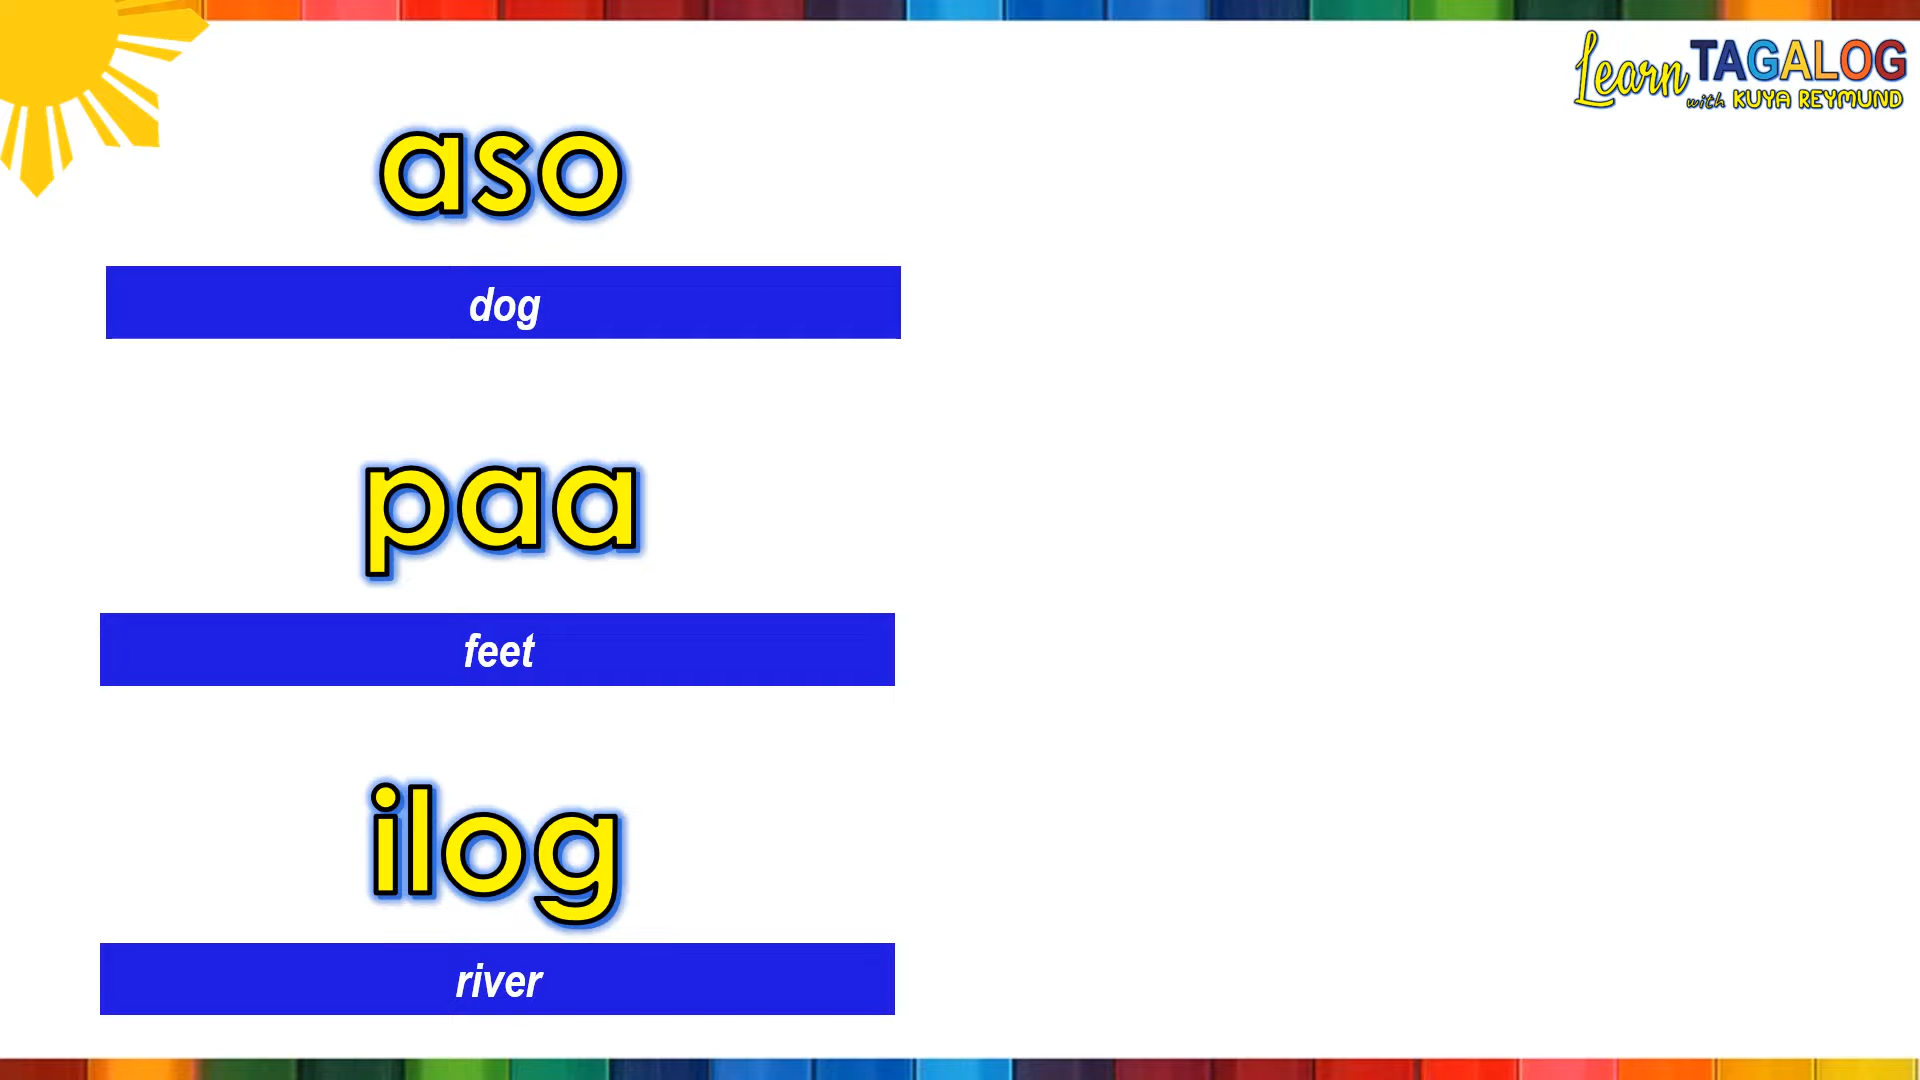 Learn TAGALOG
with KUYA REYMUND
aso
dog
paa
feet
ilog
river